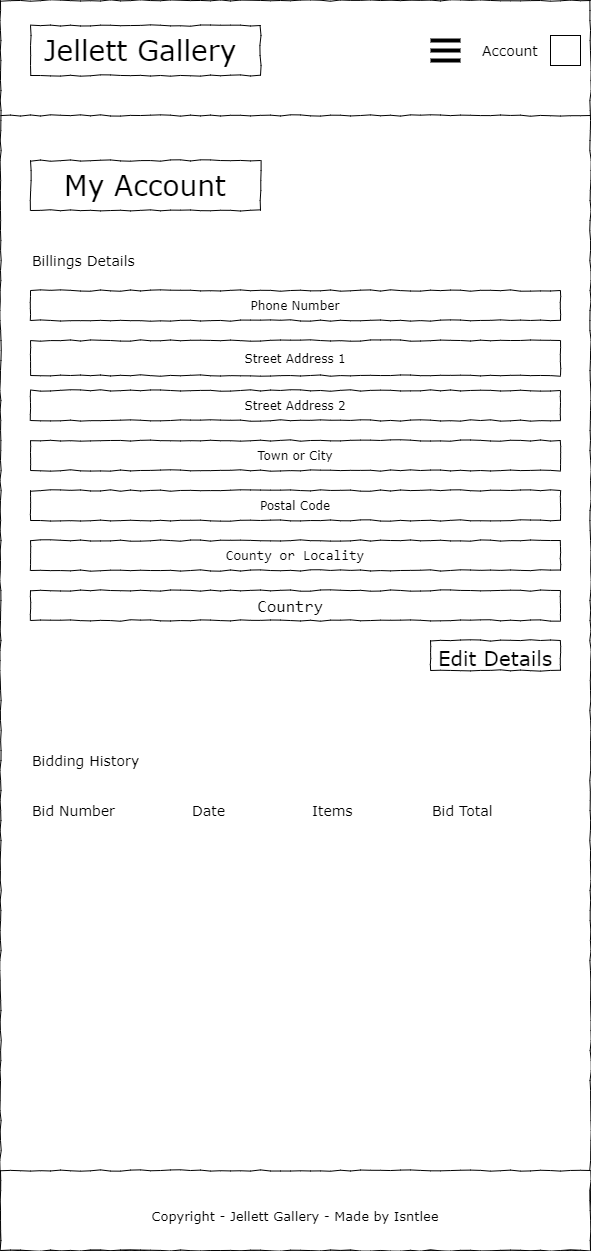 Jellett Gallery
Account
My Account
Billings Details
Phone Number
Street Address 1
Street Address 2
Town or City
Postal Code
County or Locality
Country
Edit Details
Bidding History
Bid Number Date Items Bid Total
Copyright - Jellett Gallery - Made by Isntlee